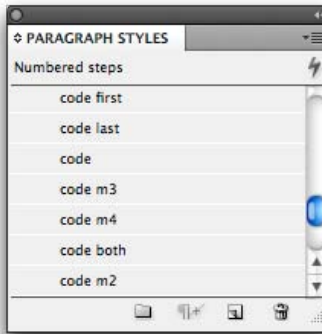 PARAGRAPH STYLES
Numbered steps
code first
code last
code
code m3
code m4
code both
code m2